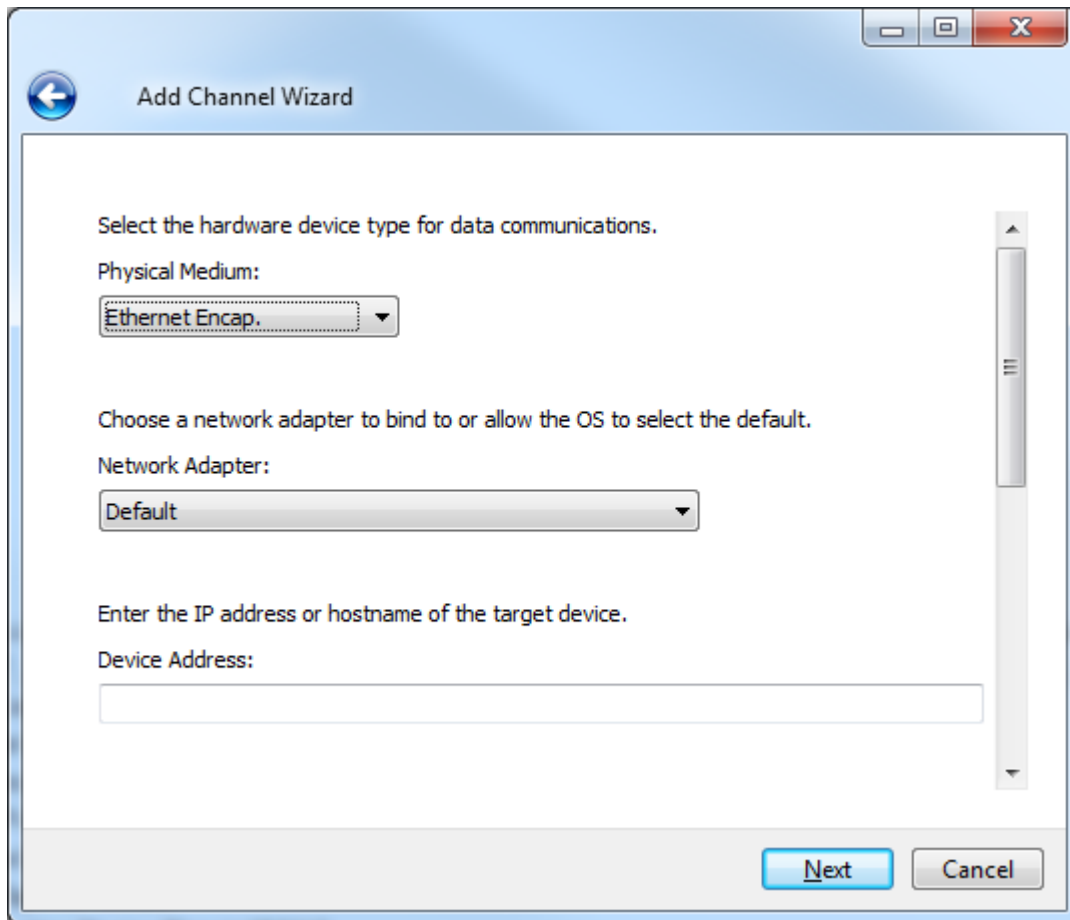 Add Channel Wizard
Select the hardware device type for data communications.
Physical Medium:
Ethernet Encap.
Choose a network adapter to bind to or allow the OS to select the default.
Network Adapter:
Default
Enter the IP address or hostname of the target device.
Device Address:
Next
Cancel